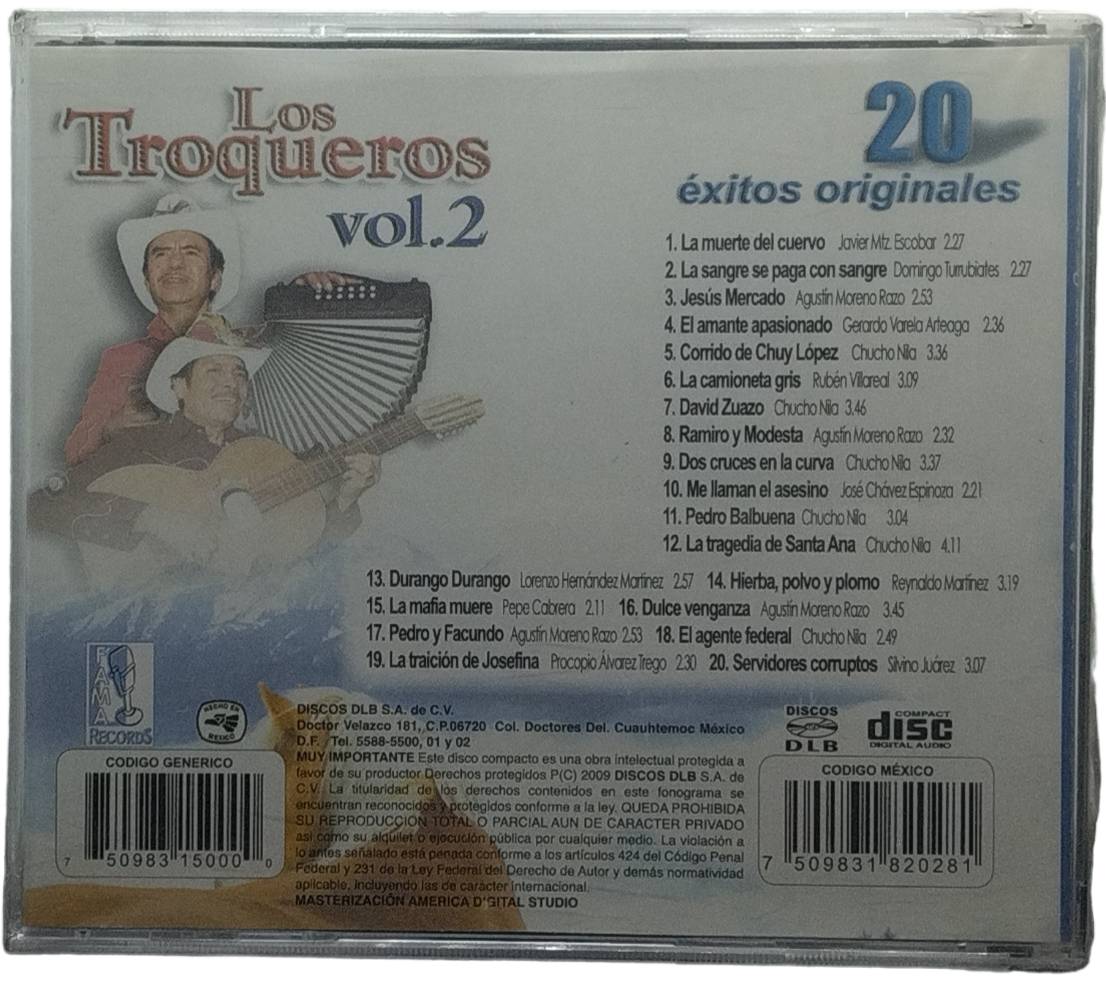 Los
Troqueros
vol.2
20
éxitos originales
1. La muerte del cuervo Javier Mtz. Escobar 2.27
2. La sangre se paga con sangre Domingo Turrubiates 2.27
3. Jesús Mercado Agustín Moreno Razo 2.53
4. El amante apasionado Gerardo Varela Arteaga 2.36
5. Corrido de Chuy López Chucho Nila 3.36
6. La camioneta gris Rubén Villareal 3.09
7. David Zuazo Chucho Nila 3.46
8. Ramiro y Modesta Agustín Moreno Razo 2.32
9. Dos cruces en la curva Chucho Nila 3.37
10. Me llaman el asesino José Chávez Espinoza 2.21
11. Pedro Balbuena Chucho Nila 3.04
12. La tragedia de Santa Ana Chucho Nila 4.11
13. Durango Durango Lorenzo Hernández Martínez 2.57 14. Hierba, polvo y plomo Reynaldo Martínez 3.19
15. La mafia muere Pepe Cabrera 2.11 16. Dulce venganza Agustín Moreno Razo 3.45
17. Pedro y Facundo Agustín Moreno Razo 2.53 18. El agente federal Chucho Nila 2.49
19. La traición de Josefina Procopio Álvarez Trego 2.30 20. Servidores corruptos Silvino Juárez 3.07
FAMA
RECORDS
HECHO EN
MEXICO
DISCOS DLB S.A. de C.V.
Doctor Velazco 181, C.P.06720 Col. Doctores Del. Cuauhtemoc México
D.F. Tel. 5588-5500, 01 y 02
MUY IMPORTANTE Este disco compacto es una obra intelectual protegida a
favor de su productor Derechos protegidos P(C) 2009 DISCOS DLB S.A. de
C.V. La titularidad de los derechos contenidos en este fonograma se
encuentran reconocidos y protegidos conforme a la ley. QUEDA PROHIBIDA
SU REPRODUCCION TOTAL O PARCIAL AUN DE CARACTER PRIVADO
asi como su alquiler o ejecución pública por cualquier medio. La violación a
lo antes señalado está penada conforme a los artículos 424 del Código Penal
Federal y 231 de la Ley Federal del Derecho de Autor y demás normatividad
aplicable, incluyendo las de carácter internacional.
MASTERIZACIÓN AMERICA D'GITAL STUDIO
DISCOS
DLB
COMPACT
disc
DIGITAL AUDIO
CODIGO GENERICO
7 50983 15000 0
CODIGO MÉXICO
7 509831 820281